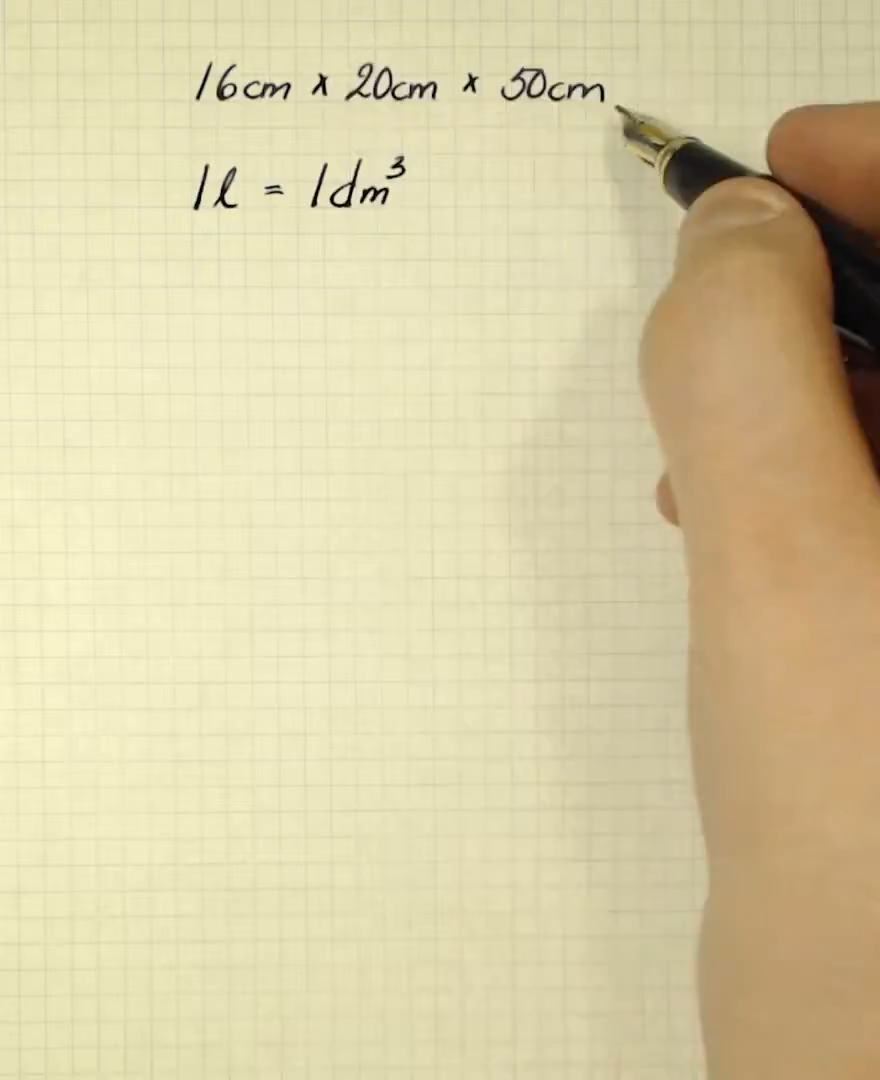 16cm x 20cm x 50cm
1l = 1dm³